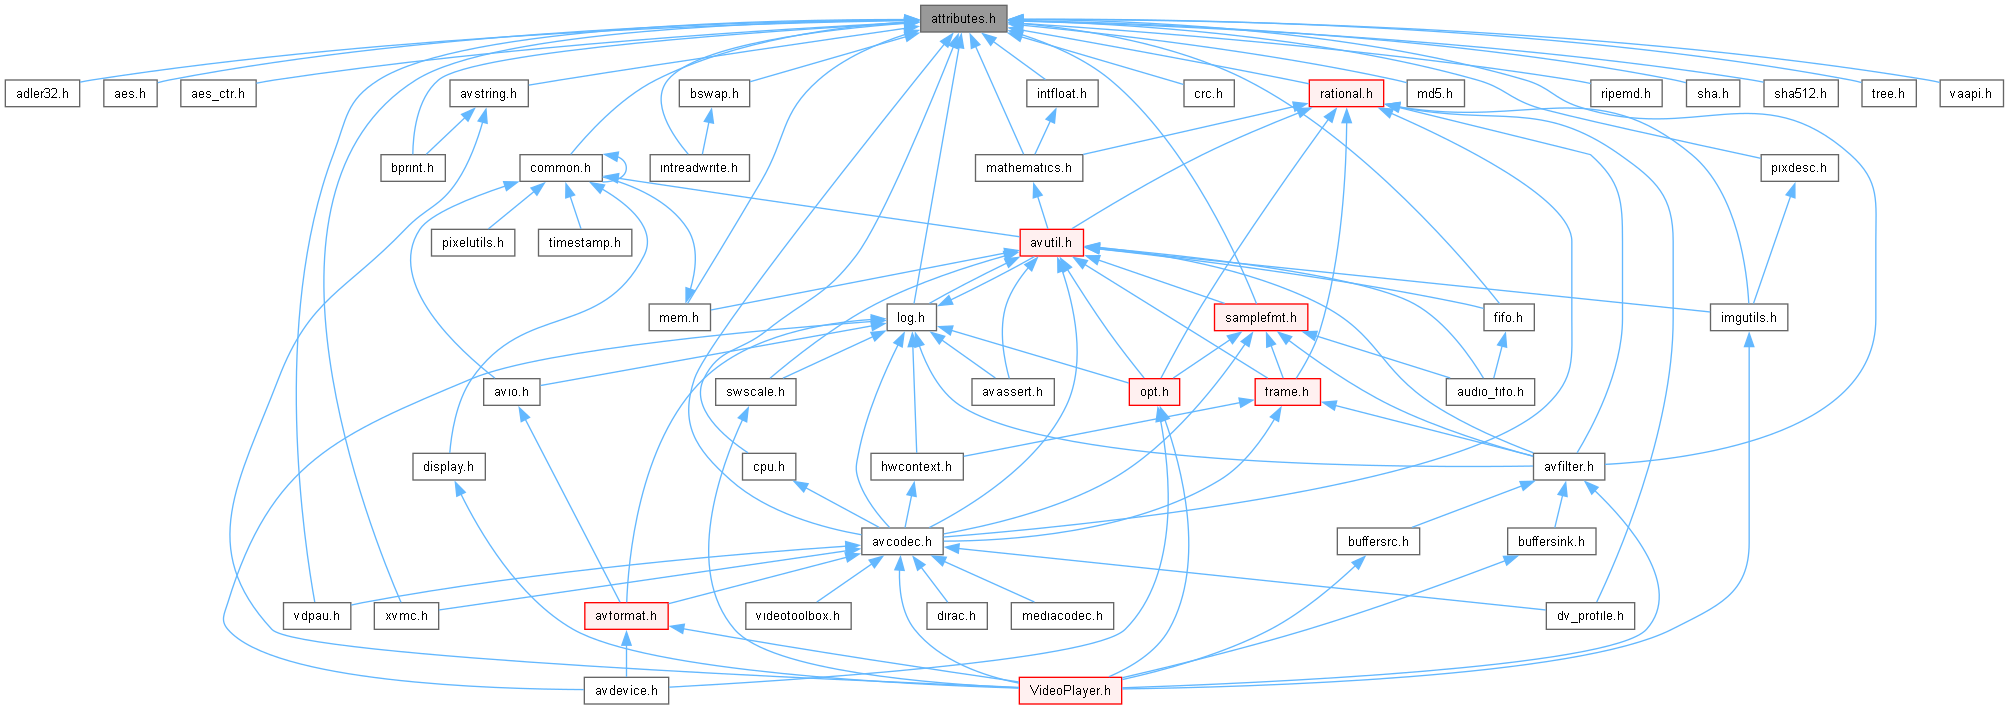 attributes.h
adler32.h
aes.h
aes_ctr.h
avstring.h
bswap.h
intfloat.h
crc.h
rational.h
md5.h
ripemd.h
sha.h
sha512.h
tree.h
vaapi.h
bprint.h
common.h
intreadwrite.h
mathematics.h
pixdesc.h
pixelutils.h
timestamp.h
avutil.h
mem.h
log.h
samplefmt.h
fifo.h
imgutils.h
avio.h
swscale.h
avassert.h
opt.h
frame.h
audio_fifo.h
display.h
cpu.h
hwcontext.h
avfilter.h
avcodec.h
buffersrc.h
buffersink.h
vdpau.h
xvmc.h
avformat.h
videotoolbox.h
dirac.h
mediacodec.h
dv_profile.h
avdevice.h
VideoPlayer.h